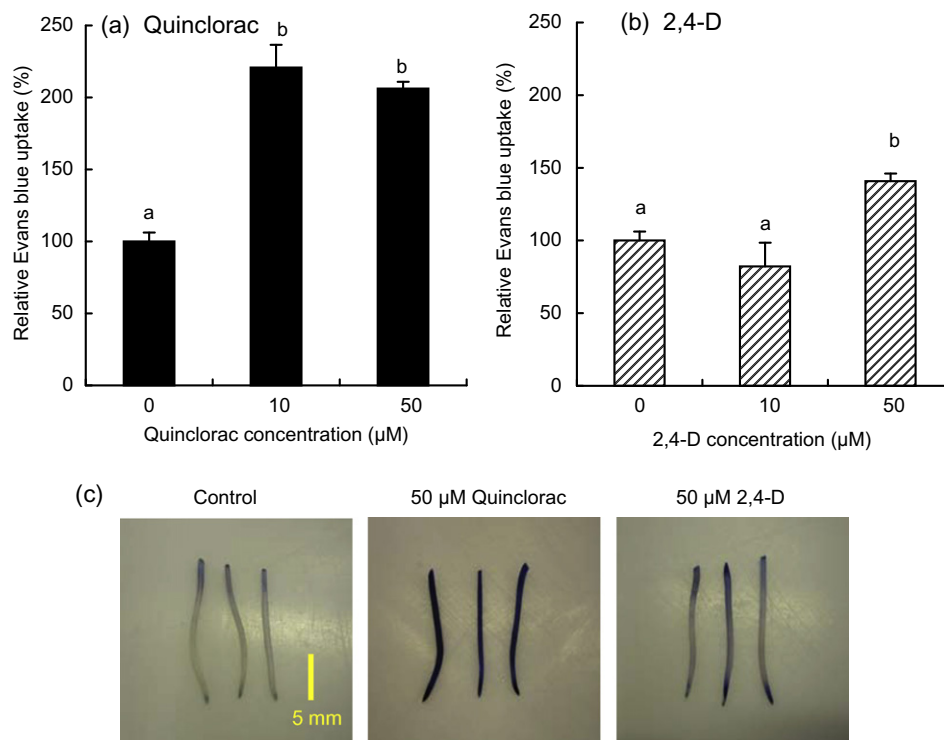 (a) Quinclorac
Relative Evans blue uptake (%)
250
200
150
100
50
0
a
b
b
0 10 50
Quinclorac concentration (µM)
(b) 2,4-D
Relative Evans blue uptake (%)
250
200
150
100
50
0
a
a
b
0 10 50
2,4-D concentration (µM)
(c)
Control
50 µM Quinclorac
50 µM 2,4-D
5 mm